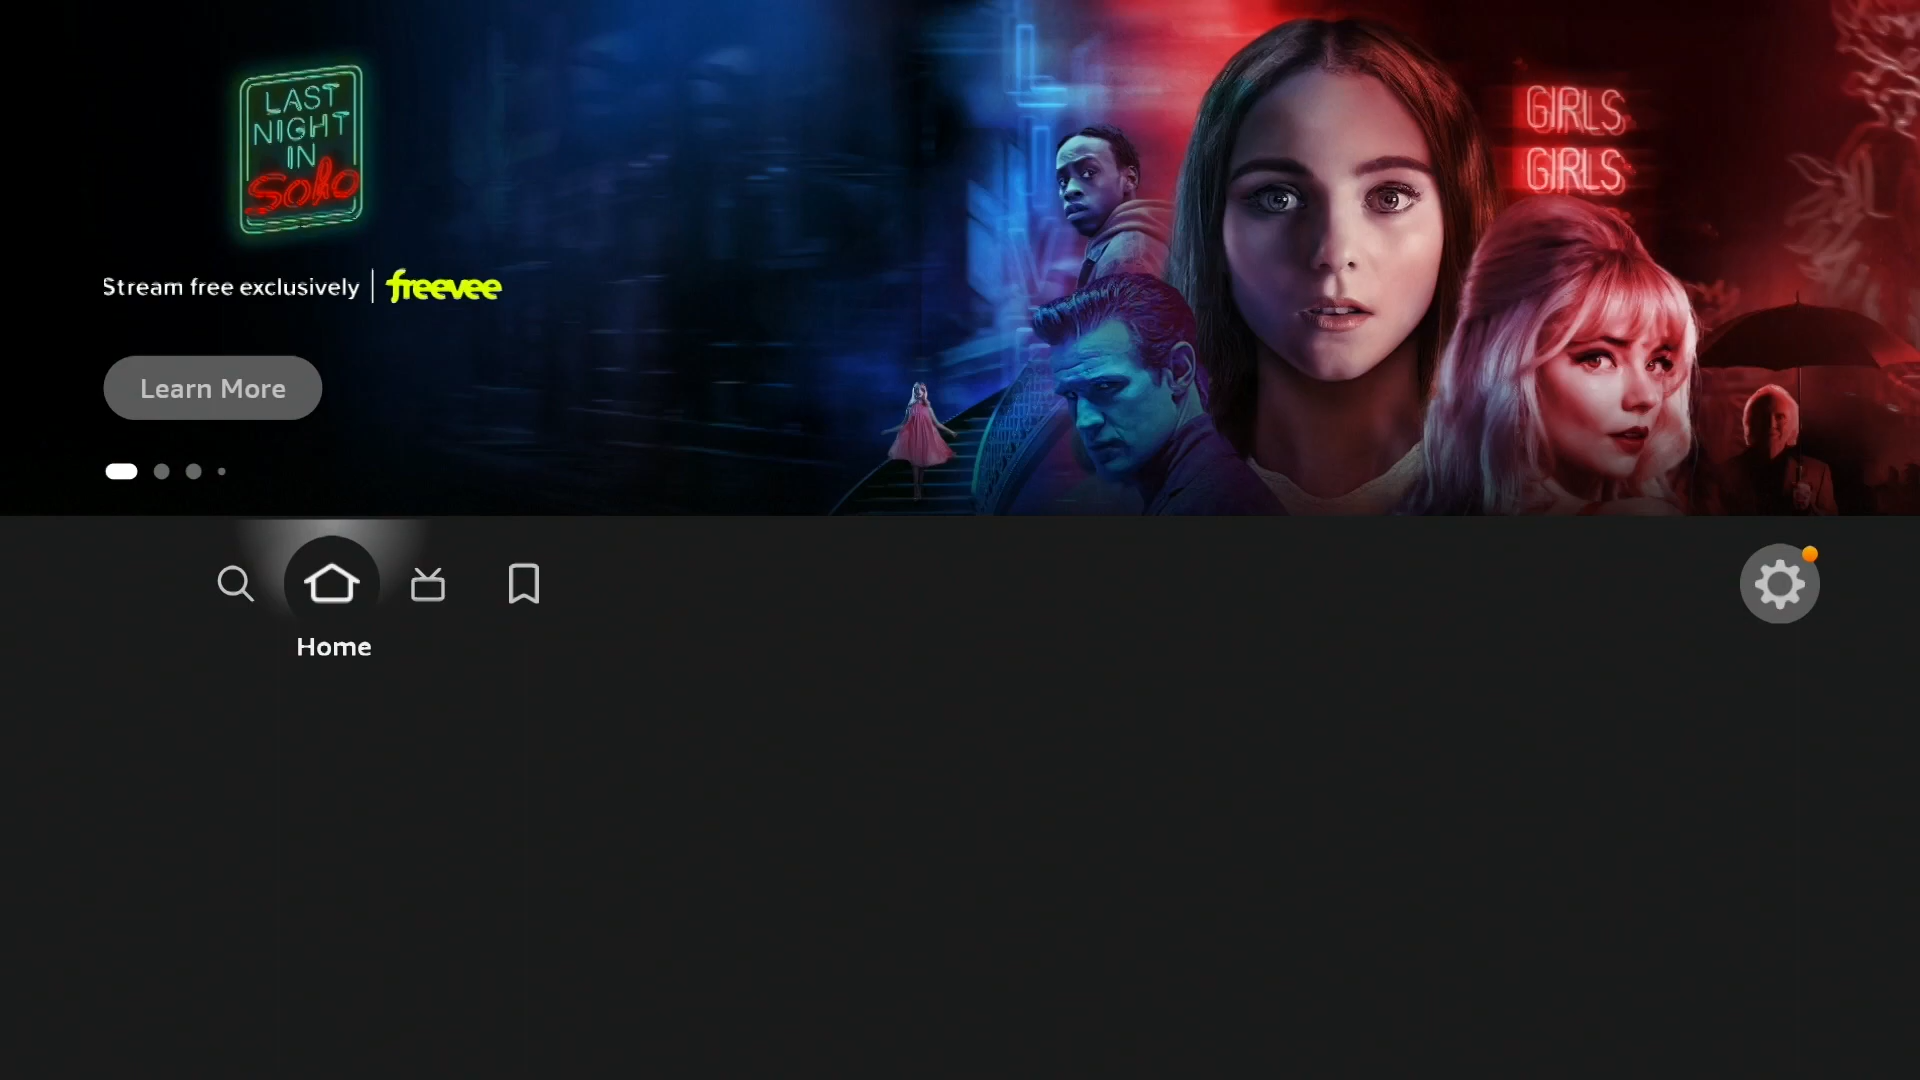 LAST
NIGHT
IN
Soho
GIRLS
GIRLS
Stream free exclusively | freevee
Learn More
Home